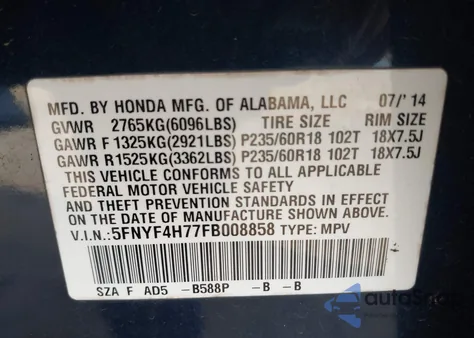 MFD. BY HONDA MFG. OF ALABAMA, LLC 07/'14
GVWR 2765KG(6096LBS) TIRE SIZE RIM SIZE
GAWR F 1325KG(2921LBS) P235/60R18 102T 18X7.5J
GAWR R 1525KG(3362LBS) P235/60R18 102T 18X7.5J
THIS VEHICLE CONFORMS TO ALL APPLICABLE
FEDERAL MOTOR VEHICLE SAFETY
AND THEFT PREVENTION STANDARDS IN EFFECT
ON THE DATE OF MANUFACTURE SHOWN ABOVE.
V.I.N.:5FNYF4H77FB008858 TYPE: MPV
SZA F AD5 -B588P -B -B